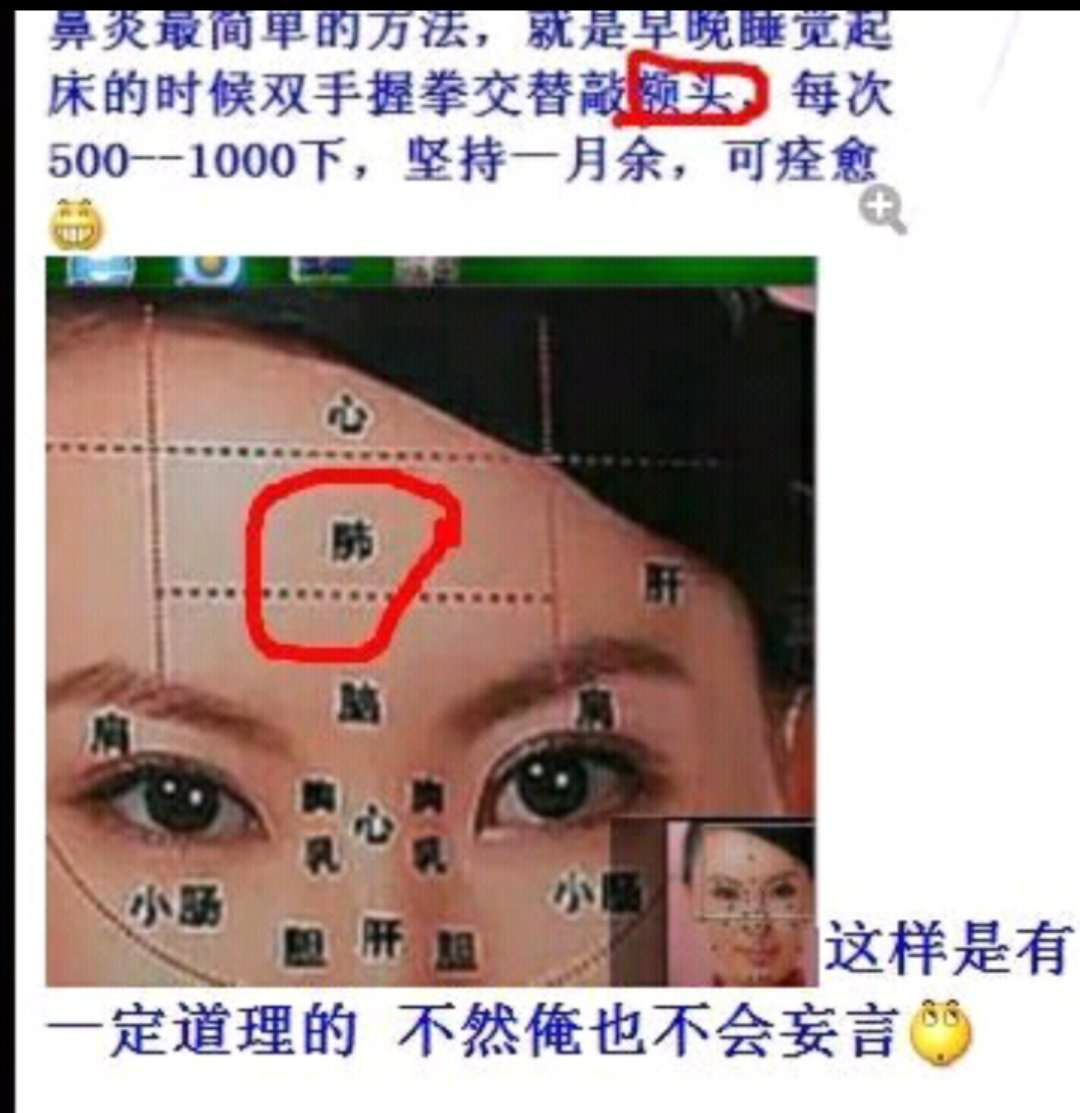 鼻炎最简单的方法，就是早晚睡觉起
床的时候双手握拳交替敲额头，每次
500--1000下，坚持一月余，可痊愈
心
肺
肝
脑
肩 肩
胸 心 胸
乳 乳
小肠 小肠
胆 肝 胆
这样是有
一定道理的 不然俺也不会妄言